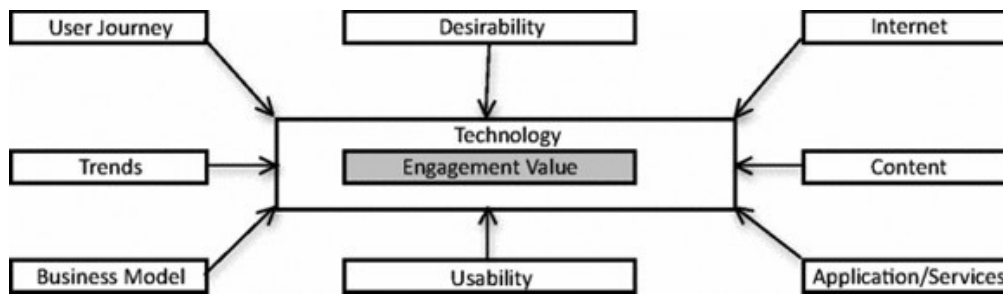 User Journey
Desirability
Internet
Technology
Trends
Engagement Value
Content
Business Model
Usability
Application/Services